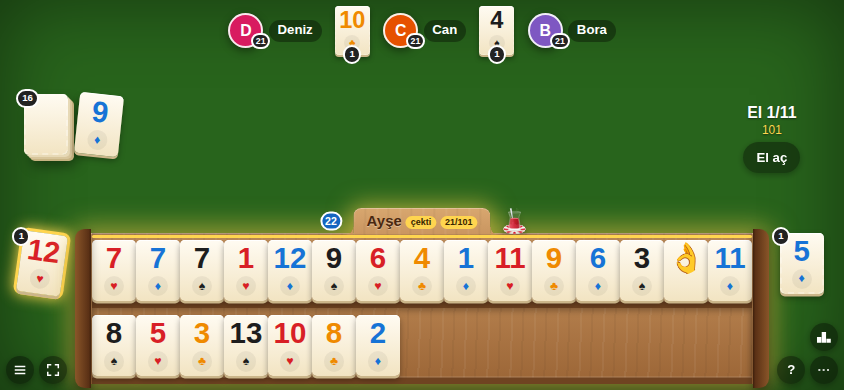 D 21 Deniz
10 1
C 21 Can
4 1
B 21 Bora
16
9
El 1/11
101
El aç
22 Ayşe çekti 21/101
1 12
7 7 7 1 12 9 6 4 1 11 9 6 3 11
1 5
8 5 3 13 10 8 2
?